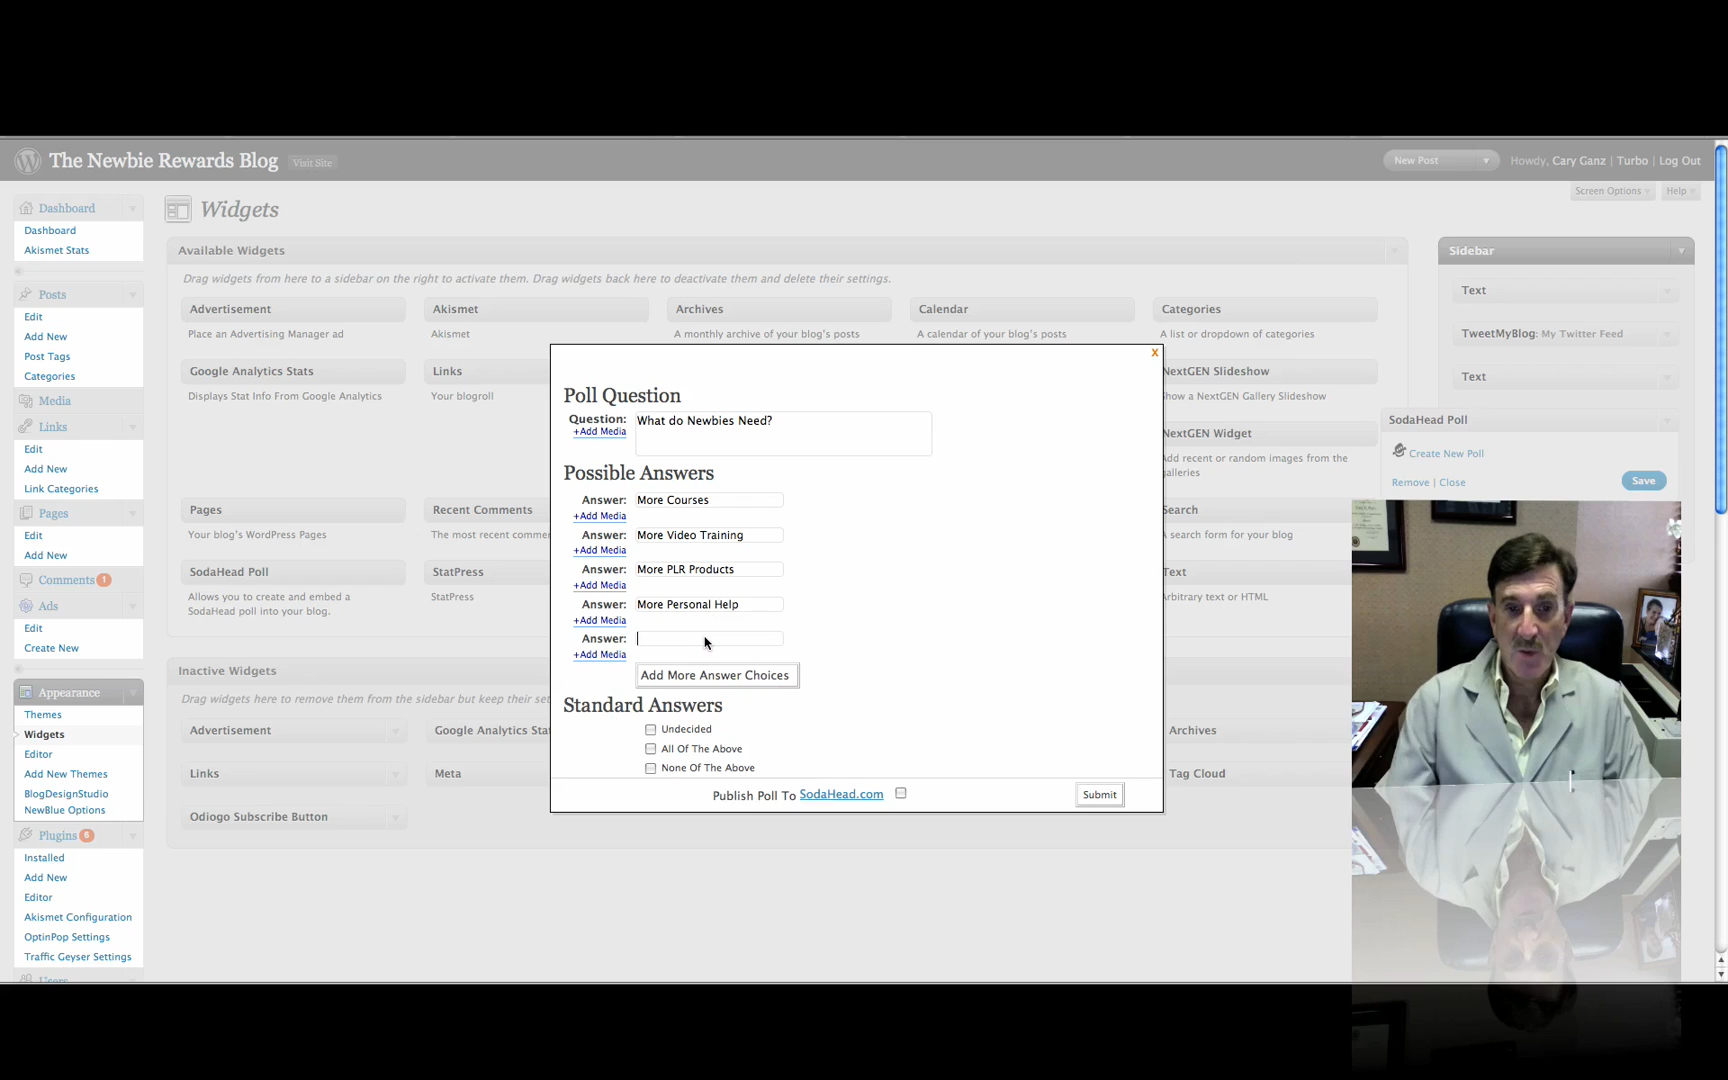 The Newbie Rewards Blog
Visit Site
New Post
Howdy, Cary Ganz | Turbo | Log Out
Screen Options
Help
Dashboard
Dashboard
Akismet Stats
Posts
Edit
Add New
Post Tags
Categories
Media
Links
Edit
Add New
Link Categories
Pages
Edit
Add New
Comments 1
Ads
Edit
Create New
Appearance
Themes
Widgets
Editor
Add New Themes
BlogDesignStudio
NewBlue Options
Plugins 6
Installed
Add New
Editor
Akismet Configuration
OptinPop Settings
Traffic Geyser Settings
Widgets
Available Widgets
Drag widgets from here to a sidebar on the right to activate them. Drag widgets back here to deactivate them and delete their settings.
Advertisement
Place an Advertising Manager ad
Akismet
Akismet
Archives
A monthly archive of your blog's posts
Calendar
A calendar of your blog's posts
Categories
A list or dropdown of categories
Google Analytics Stats
Displays Stat Info From Google Analytics
Links
Your blogroll
NextGEN Slideshow
Show a NextGEN Gallery Slideshow
NextGEN Widget
Add recent or random images from the
galleries
Pages
Your blog's WordPress Pages
Recent Comments
The most recent comme
Search
A search form for your blog
SodaHead Poll
Allows you to create and embed a
SodaHead poll into your blog.
StatPress
StatPress
Text
Arbitrary text or HTML
Inactive Widgets
Drag widgets here to remove them from the sidebar but keep their set
Advertisement
Google Analytics Stat
Archives
Links
Meta
Tag Cloud
Odiogo Subscribe Button
Sidebar
Text
TweetMyBlog: My Twitter Feed
Text
SodaHead Poll
Create New Poll
Remove | Close
Save
X
Poll Question
Question:
+Add Media
What do Newbies Need?
Possible Answers
Answer: More Courses
+Add Media
Answer: More Video Training
+Add Media
Answer: More PLR Products
+Add Media
Answer: More Personal Help
+Add Media
Answer:
+Add Media
Add More Answer Choices
Standard Answers
Undecided
All Of The Above
None Of The Above
Publish Poll To SodaHead.com
Submit